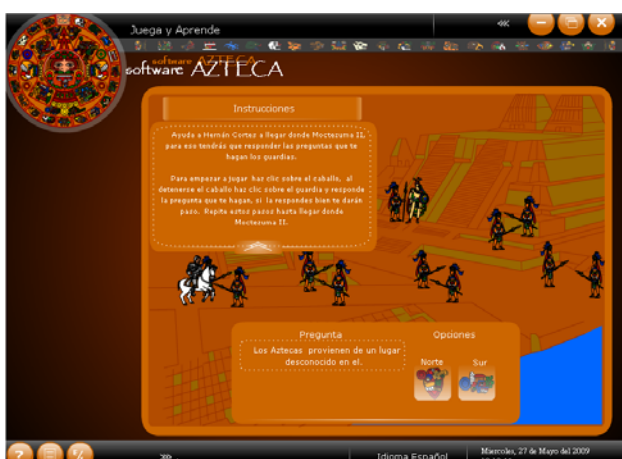 Juega y Aprende
software AZTECA
software AZTECA
Instrucciones
Ayuda a Hernán Cortez a llegar donde Moctezuma II,
para eso tendrás que responder las preguntas que te
hagan los guardias.
Para empezar a jugar haz clic sobre el caballo, al
detenerse el caballo haz clic sobre el guardia y responde
la pregunta que te hagan, si la respondes bien te darán
paso. Repite estos pasos hasta llegar donde
Moctezuma II.
Pregunta
Opciones
Los Aztecas provienen de un lugar
desconocido en el.
Norte
Sur
?
Idioma Español
Miercoles, 27 de Mayo del 2009